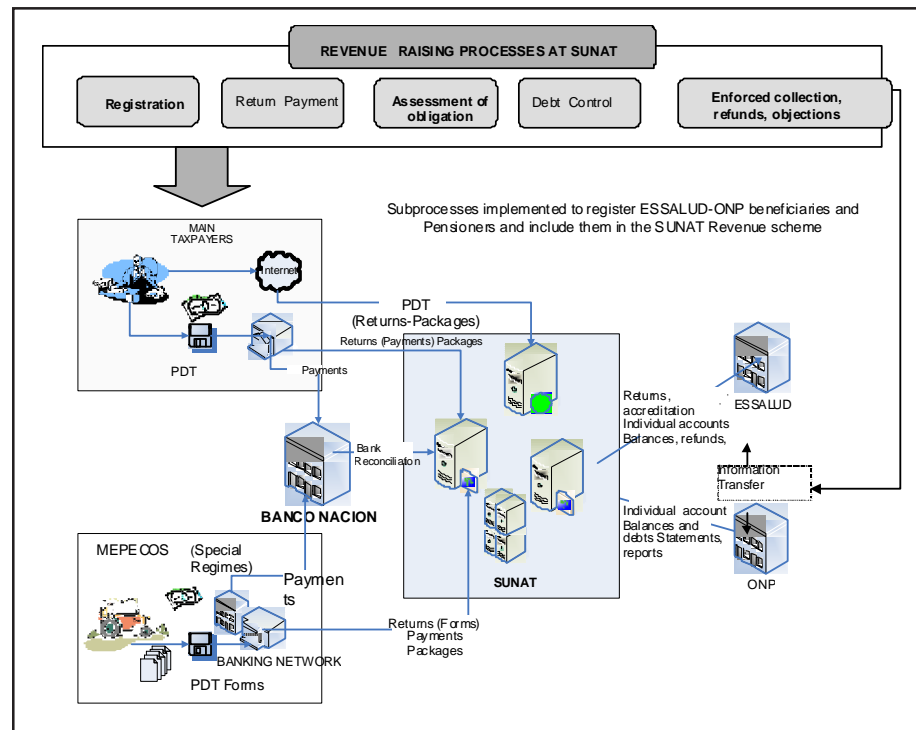 REVENUE RAISING PROCESSES AT SUNAT
Registration
Return Payment
Assessment of
obligation
Debt Control
Enforced collection,
refunds, objections
Subprocesses implemented to register ESSALUD-ONP beneficiaries and
Pensioners and include them in the SUNAT Revenue scheme
MAIN
TAXPAYERS
Internet
PDT
(Returns-Packages)
Returns (Payments) Packages
PDT
Payments
Bank
Reconciliation
BANCO NACION
SUNAT
Returns,
accreditation
Individual accounts
Balances, refunds,
ESSALUD
Information
Transfer
Individual account
Balances and
debts Statements,
reports
ONP
MEPECOS
(Special
Regimes)
Paymen
ts
Returns (Forms)
Payments
Packages
BANKING NETWORK
PDT Forms